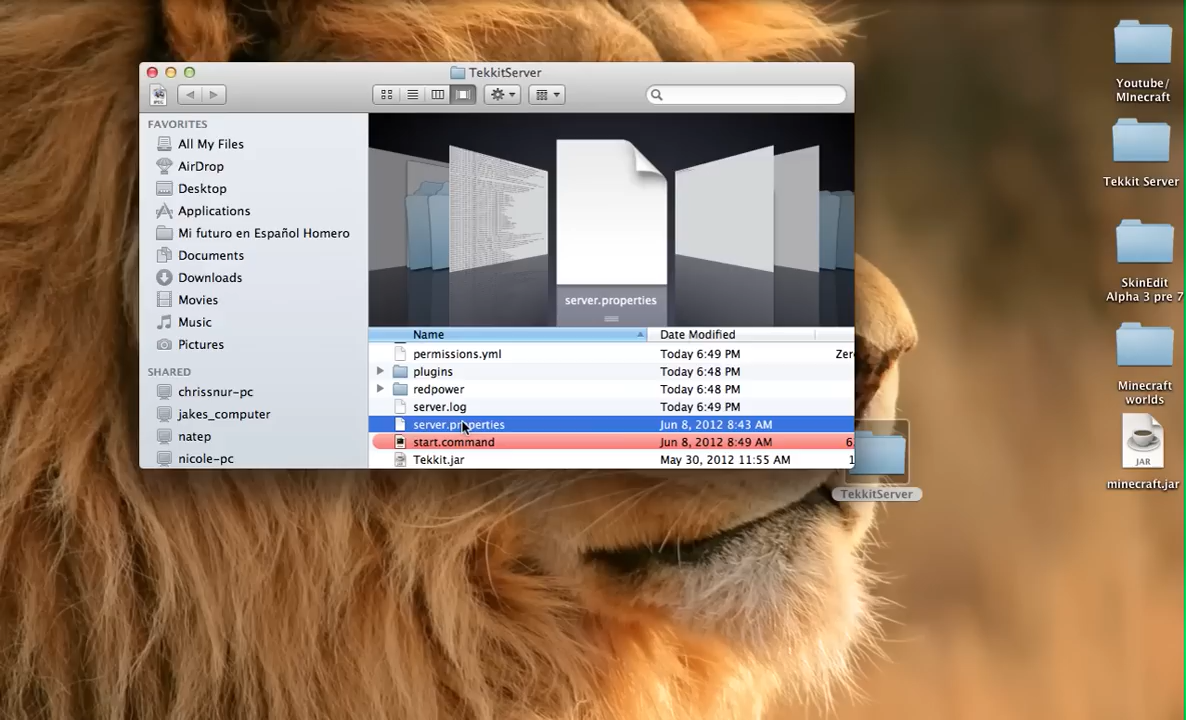 TekkitServer
FAVORITES
All My Files
AirDrop
Desktop
Applications
Mi futuro en Español Homero
Documents
Downloads
Movies
Music
Pictures
SHARED
chrissnur-pc
jakes_computer
natep
nicole-pc
server.properties
Name Date Modified
permissions.yml Today 6:49 PM Zer
plugins Today 6:48 PM
redpower Today 6:48 PM
server.log Today 6:49 PM
server.properties Jun 8, 2012 8:43 AM
start.command Jun 8, 2012 8:49 AM 6
Tekkit.jar May 30, 2012 11:55 AM 1
Youtube/
MInecraft
Tekkit Server
SkinEdit
Alpha 3 pre 7
Minecraft
worlds
JAR
minecraft.jar
TekkitServer